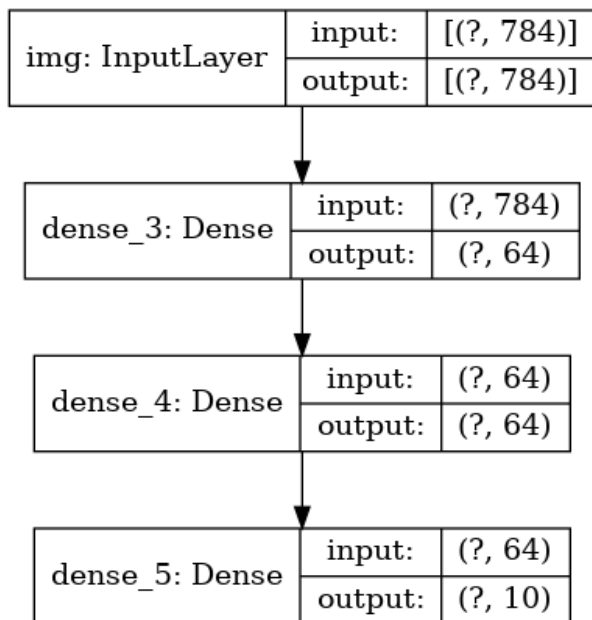 img: InputLayer
input: [(?, 784)]
output: [(?, 784)]
dense_3: Dense
input: (?, 784)
output: (?, 64)
dense_4: Dense
input: (?, 64)
output: (?, 64)
dense_5: Dense
input: (?, 64)
output: (?, 10)